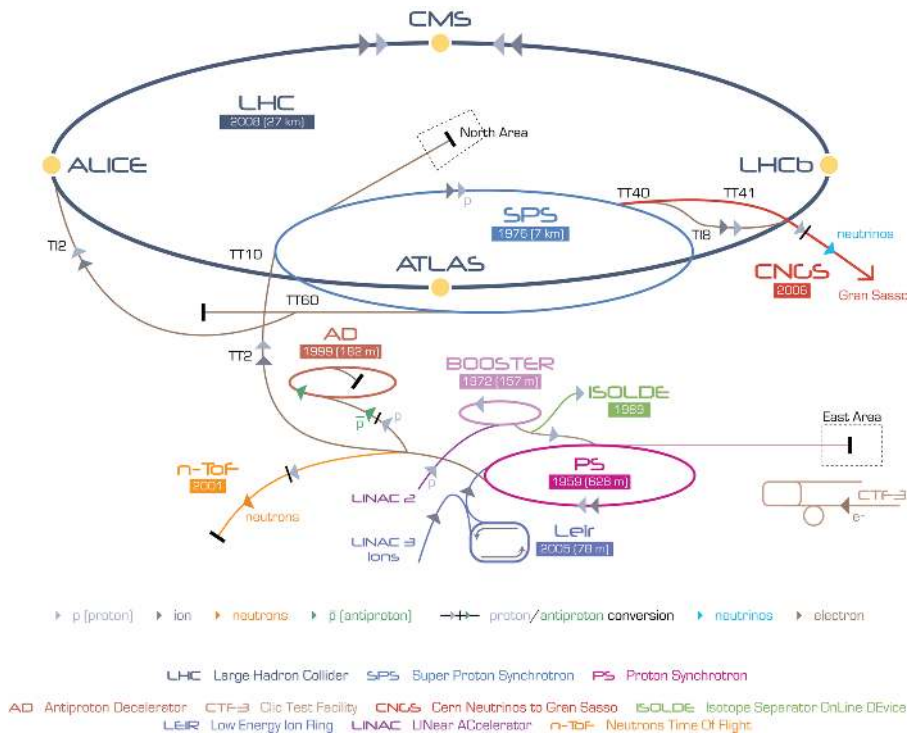 CMS
LHC
2008 (27 km)
North Area
ALICE
LHCb
TT40
TT41
p
SPS
1976 (7 km)
TI2
TI8
TT10
neutrinos
ATLAS
CNGS
2006
Gran Sasso
TT60
AD
1999 (182 m)
TT2
BOOSTER
1972 (157 m)
ISOLDE
1989
p̅
p
East Area
n-ToF
2001
PS
1959 (628 m)
LINAC 2
p
neutrons
CTF-3
e-
LINAC 3
Ions
Leir
2005 (78 m)
p (proton)
ion
neutrons
p̅ (antiproton)
proton/antiproton conversion
neutrinos
electron
LHC Large Hadron Collider SPS Super Proton Synchrotron PS Proton Synchrotron
AD Antiproton Decelerator CTF-3 Clic Test Facility CNGS Cern Neutrinos to Gran Sasso ISOLDE Isotope Separator OnLine DEvice
LEIR Low Energy Ion Ring LINAC LINear ACcelerator n-ToF Neutrons Time Of Flight